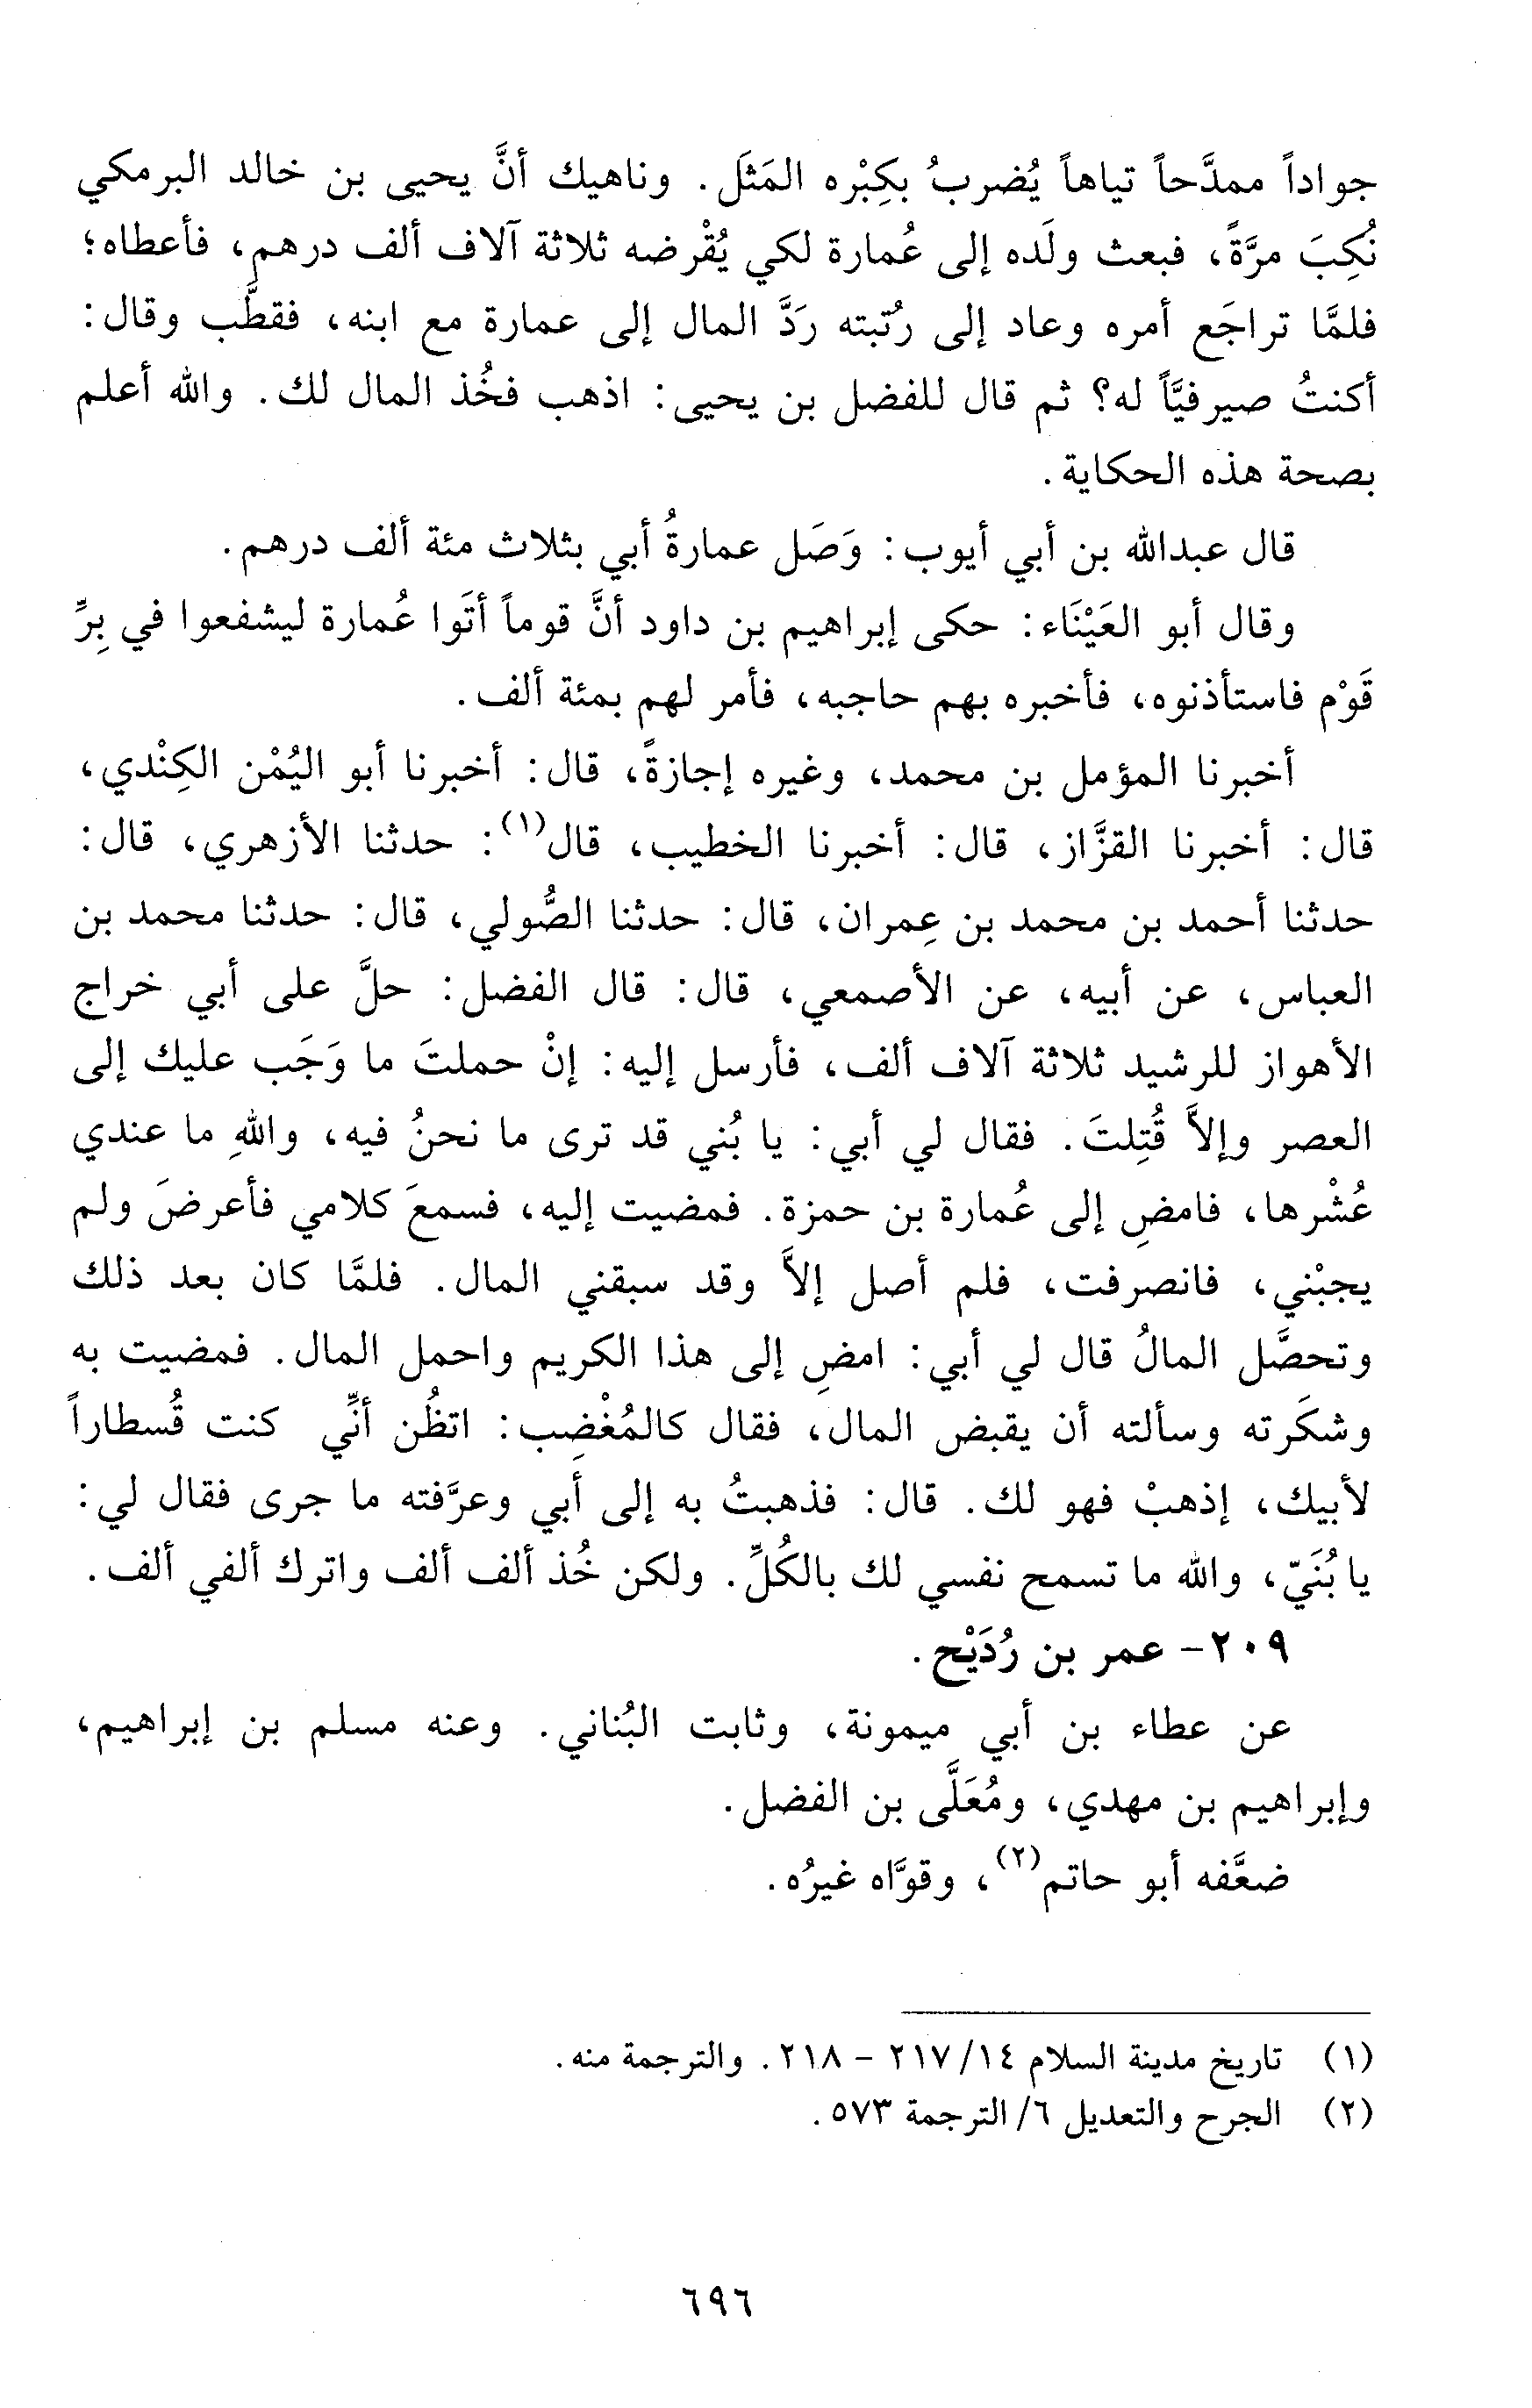 جواداً ممدَّحاً تياهاً يُضربُ بكِبْره المَثَل. وناهيك أنَّ يحيى بن خالد البرمكي
نُكِبَ مرَّةً، فبعث ولَده إلى عُمارة لكي يُقْرضه ثلاثة آلاف ألف درهم، فأعطاه؛
فلمَّا تراجَع أمره وعاد إلى رُتبته رَدَّ المال إلى عمارة مع ابنه، فقطَّب وقال:
أكنتُ صيرفيَّاً له؟ ثم قال للفضل بن يحيى: اذهب فخُذ المال لك. والله أعلم
بصحة هذه الحكاية.
قال عبدالله بن أبي أيوب: وَصَل عمارةُ أبي بثلاث مئة ألف درهم.
وقال أبو العَيْنَاء: حكى إبراهيم بن داود أنَّ قوماً أتَوا عُمارة ليشفعوا في بِرِّ
قَوْم فاستأذنوه، فأخبره بهم حاجبه، فأمر لهم بمئة ألف.
أخبرنا المؤمل بن محمد، وغيره إجازةً، قال: أخبرنا أبو اليُمْن الكِنْدي،
قال: أخبرنا القزَّاز، قال: أخبرنا الخطيب، قال(١): حدثنا الأزهري، قال:
حدثنا أحمد بن محمد بن عِمران، قال: حدثنا الصُّولي، قال: حدثنا محمد بن
العباس، عن أبيه، عن الأصمعي، قال: قال الفضل: حلَّ على أبي خراج
الأهواز للرشيد ثلاثة آلاف ألف، فأرسل إليه: إنْ حملتَ ما وَجَب عليك إلى
العصر وإلاَّ قُتِلتَ. فقال لي أبي: يا بُني قد ترى ما نحنُ فيه، واللهِ ما عندي
عُشْرها، فامضِ إلى عُمارة بن حمزة. فمضيت إليه، فسمعَ كلامي فأعرضَ ولم
يجبْني، فانصرفت، فلم أصل إلاَّ وقد سبقني المال. فلمَّا كان بعد ذلك
وتحصَّل المالُ قال لي أبي: امضِ إلى هذا الكريم واحمل المال. فمضيت به
وشكَرته وسألته أن يقبض المال، فقال كالمُغْضِب: اتظُن أنِّي كنت قُسطاراً
لأبيك، إذهبْ فهو لك. قال: فذهبتُ به إلى أبي وعرَّفته ما جرى فقال لي:
يا بُنَيّ، والله ما تسمح نفسي لك بالكُلِّ. ولكن خُذ ألف ألف واترك ألفي ألف.
٢٠٩- عمر بن رُدَيْح.
عن عطاء بن أبي ميمونة، وثابت البُناني. وعنه مسلم بن إبراهيم،
وإبراهيم بن مهدي، ومُعَلَّى بن الفضل.
ضعَّفه أبو حاتم(٢)، وقوَّاه غيرُه.
(١) تاريخ مدينة السلام ١٤/ ٢١٧ - ٢١٨. والترجمة منه.
(٢) الجرح والتعديل ٦/ الترجمة ٥٧٣.
٦٩٦